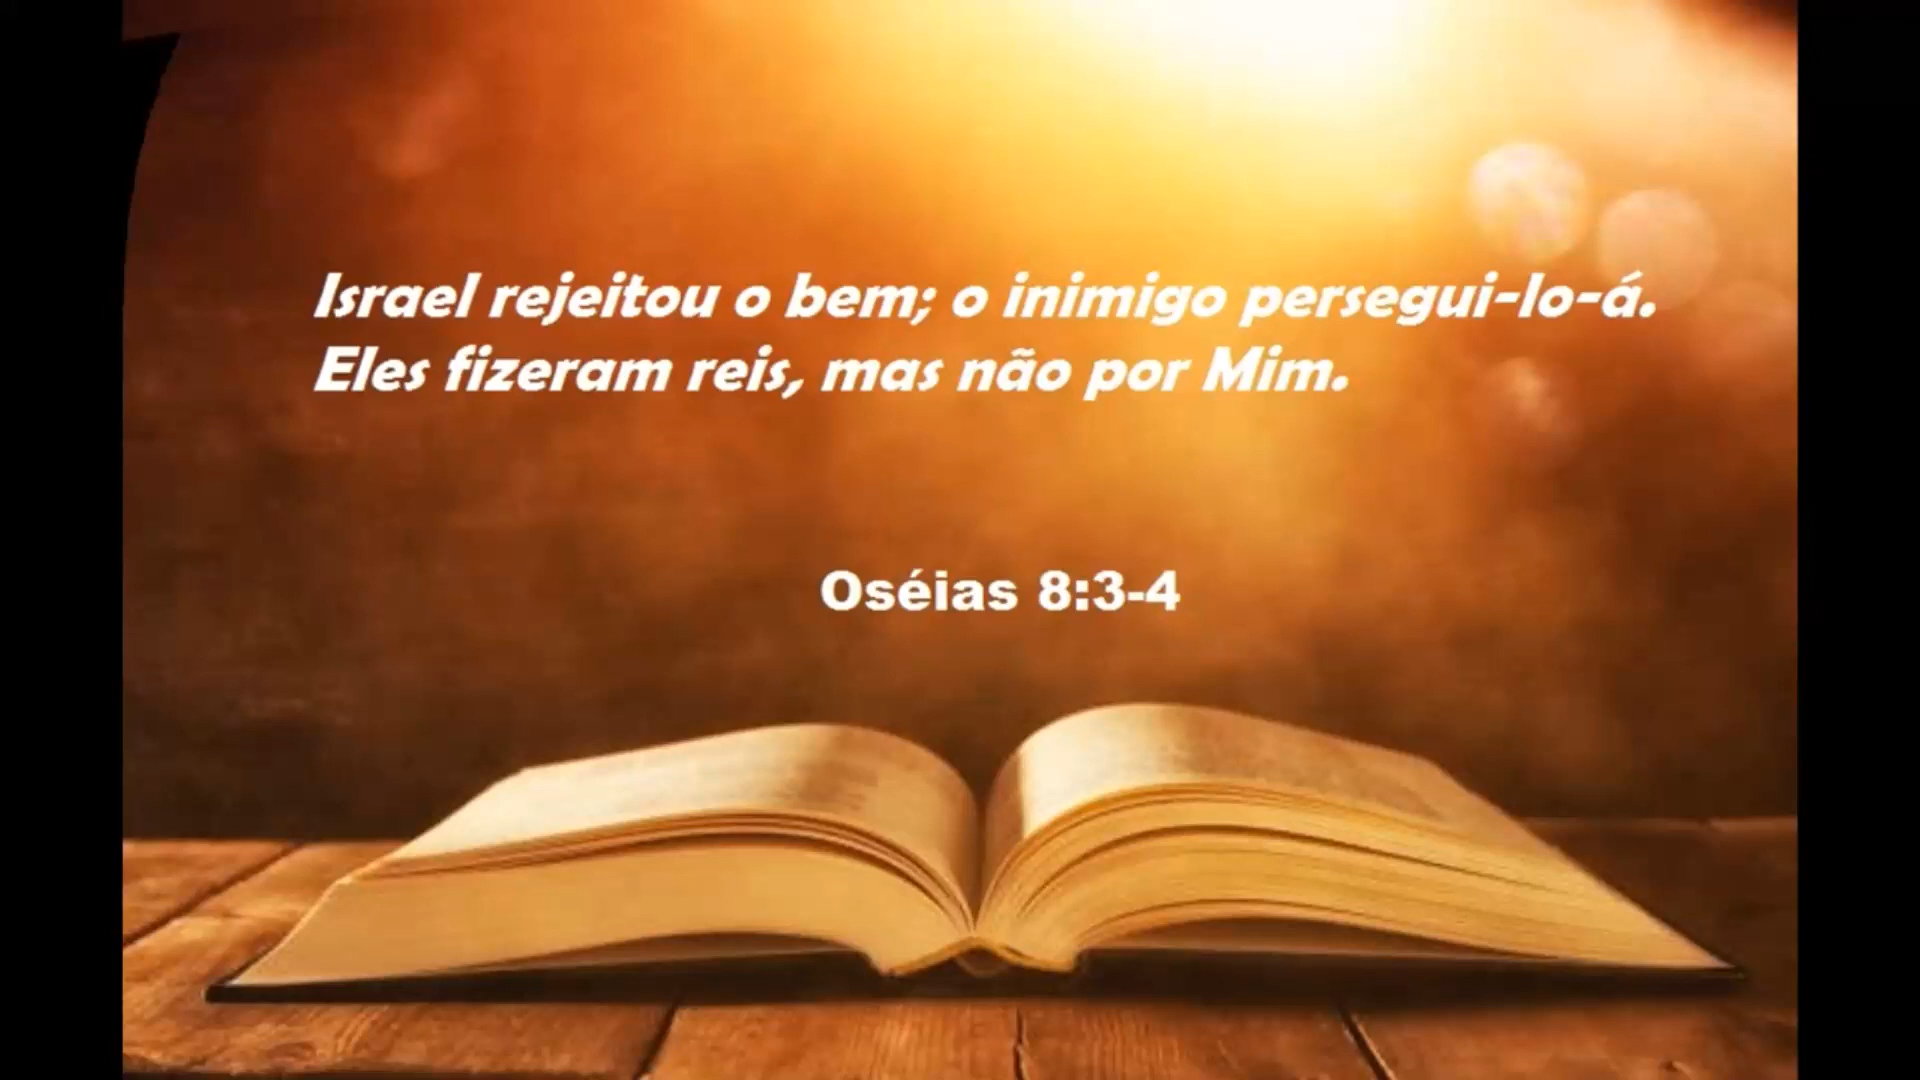 Israel rejeitou o bem; o inimigo persegui-lo-á.
Eles fizeram reis, mas não por Mim.
Oséias 8:3-4